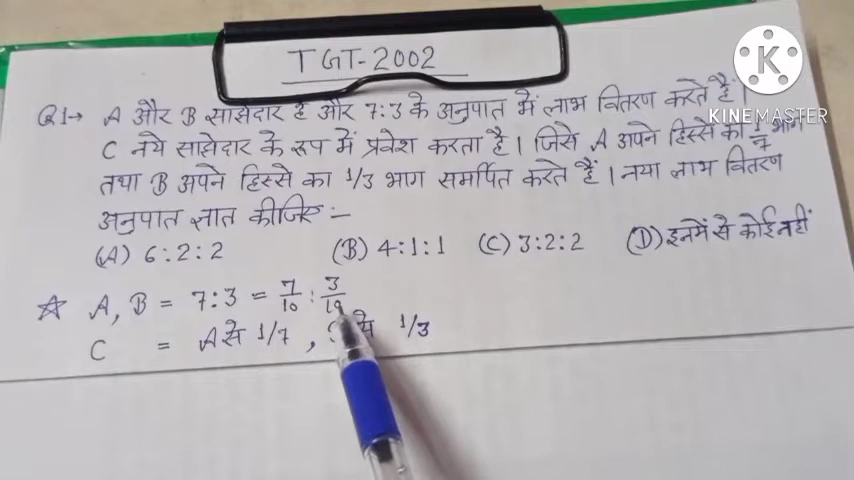 TGT-2002
Q1→ A और B साझेदार है और 7:3 के अनुपात में लाभ वितरण करते हैं।
C नये साझेदार के रूप में प्रवेश करता है। जिसे A अपने हिस्से का 1/7 भाग
तथा B अपने हिस्से का 1/3 भाग समर्पित करते हैं। नया लाभ वितरण
अनुपात ज्ञात कीजिए:-
(A) 6:2:2 (B) 4:1:1 (C) 3:2:2 (D) इनमें से कोई नहीं
☆ A, B = 7:3 = 7/10 : 3/10
C = A से 1/7, से 1/3
K
KINEMASTER